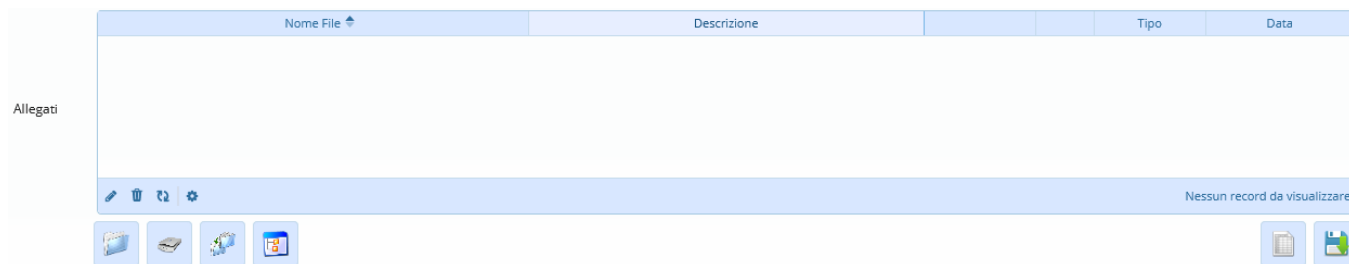 Nome File Descrizione Tipo Data
Allegati
Nessun record da visualizzare